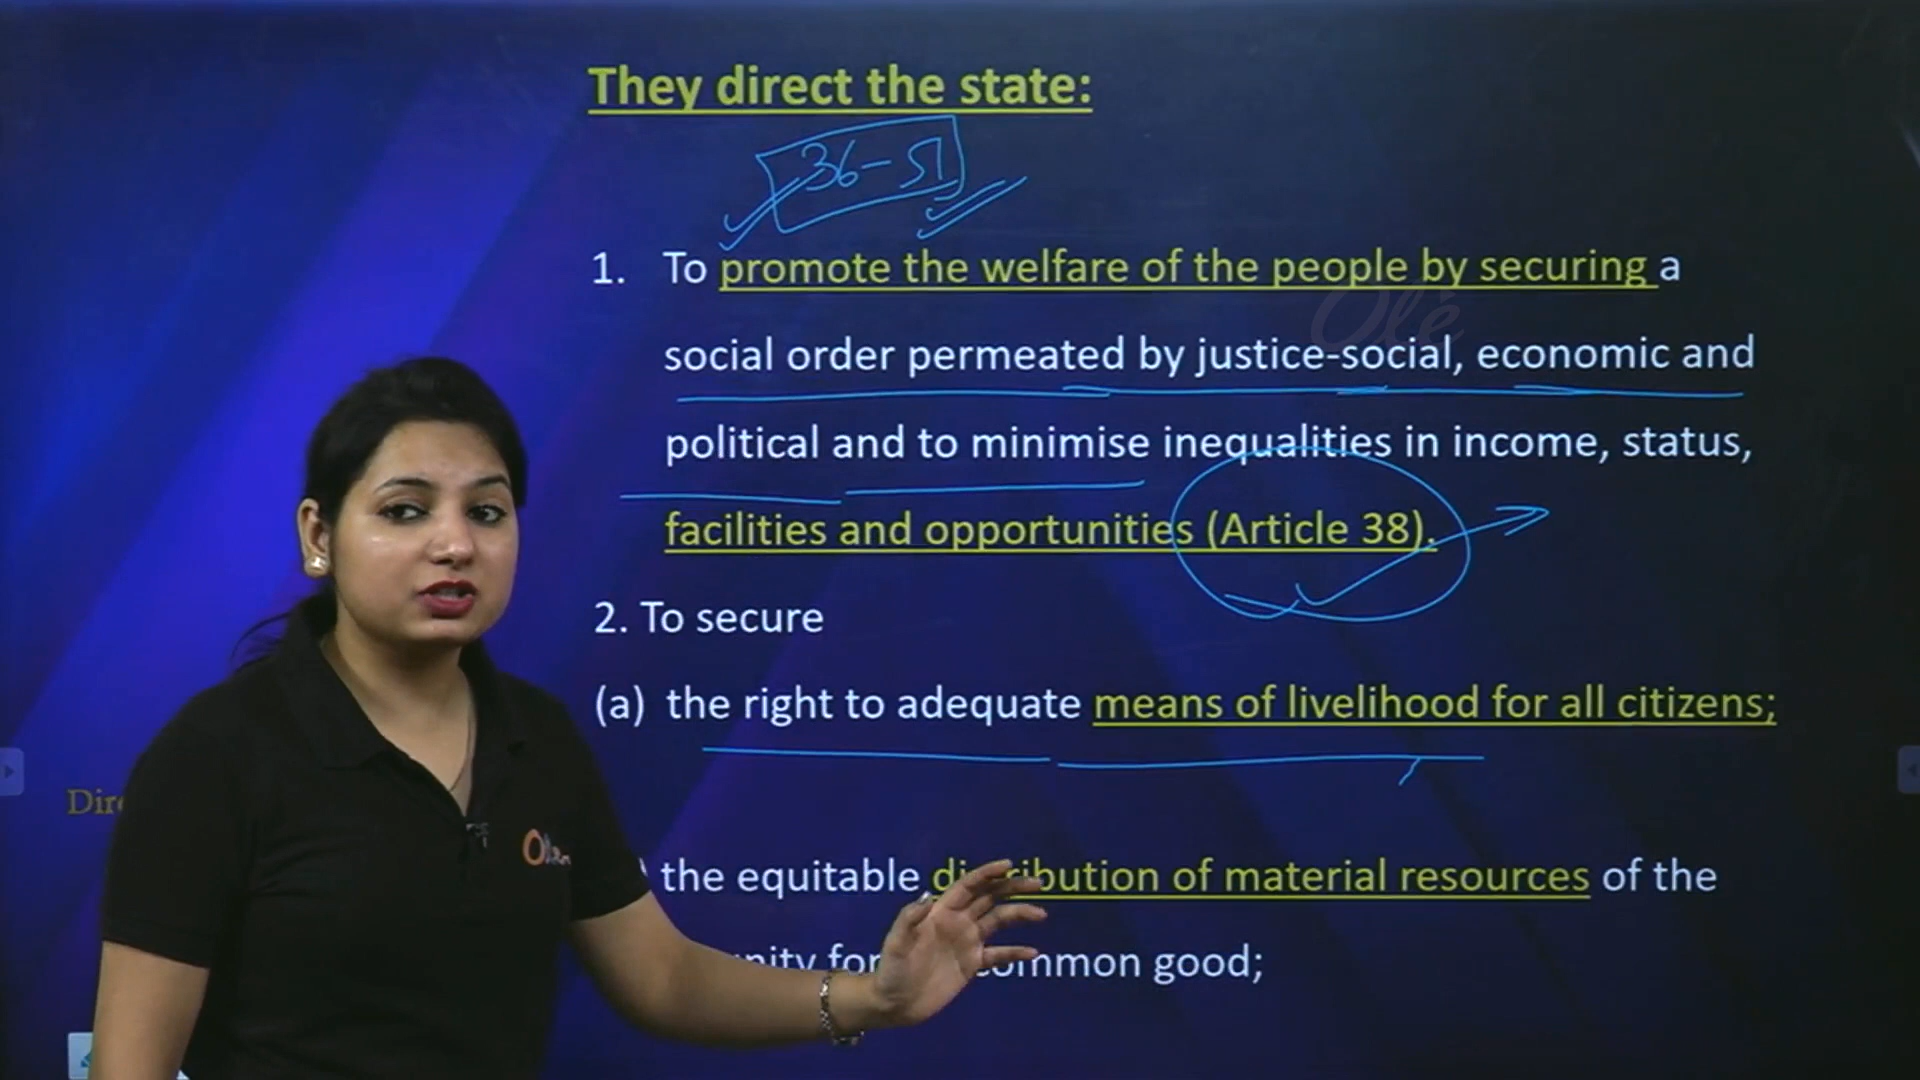 They direct the state:
36-51
1. To promote the welfare of the people by securing a
social order permeated by justice-social, economic and
political and to minimise inequalities in income, status,
facilities and opportunities (Article 38).
2. To secure
(a) the right to adequate means of livelihood for all citizens;
the equitable distribution of material resources of the
for common good;
Olé